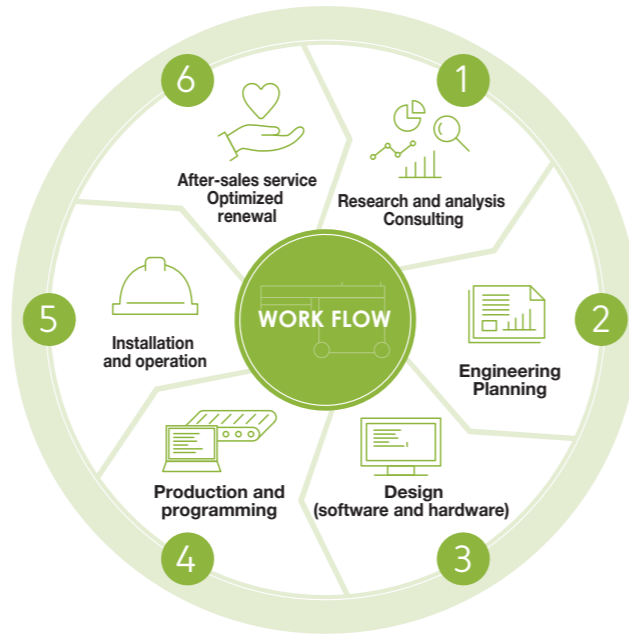 WORK FLOW
1
Research and analysis
Consulting
2
Engineering
Planning
3
Design
(software and hardware)
4
Production and
programming
5
Installation
and operation
6
After-sales service
Optimized
renewal